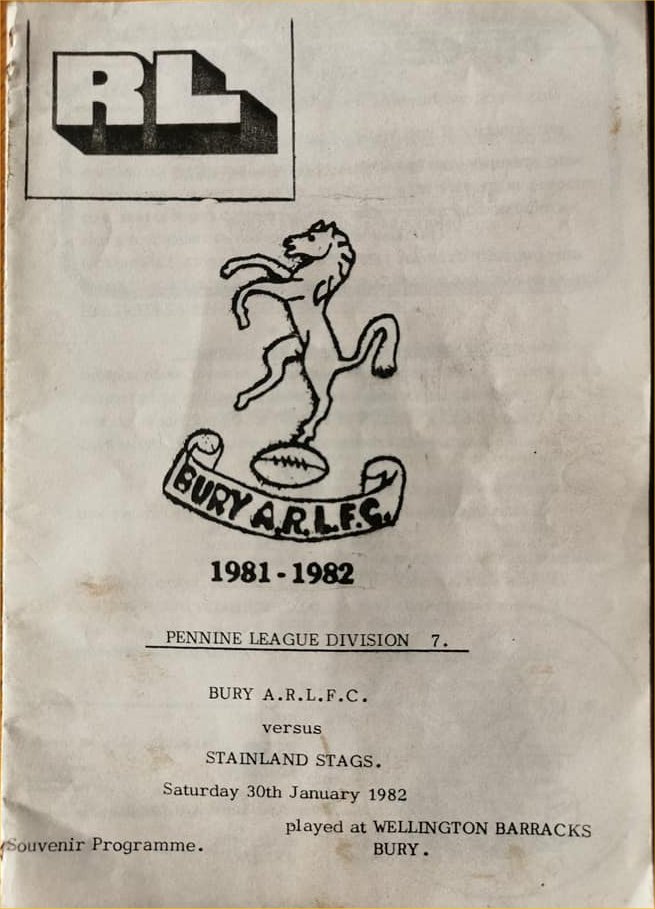 RL
BURY A.R.L.F.C.
1981-1982
PENNINE LEAGUE DIVISION 7.
BURY A.R.L.F.C.
versus
STAINLAND STAGS.
Saturday 30th January 1982
played at WELLINGTON BARRACKS
Souvenir Programme. BURY.